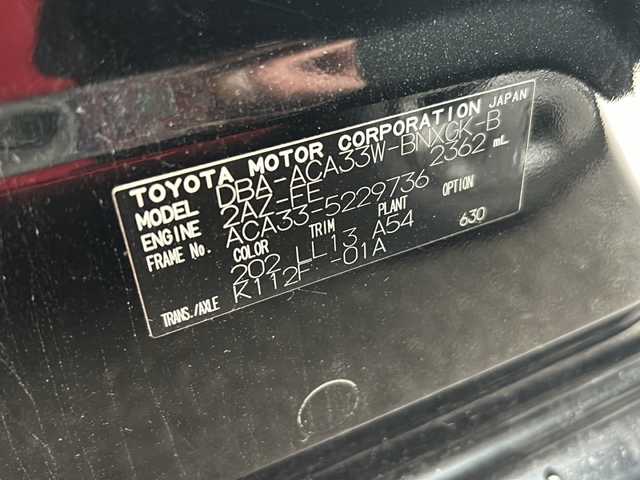 TOYOTA MOTOR CORPORATION JAPAN
MODEL DBA-ACA33W-BNXGK-B
ENGINE 2AZ-FE 2362 mL
FRAME No. ACA33-5229736
COLOR TRIM PLANT OPTION
202 LL13 A54 630
TRANS./AXLE K112F -01A